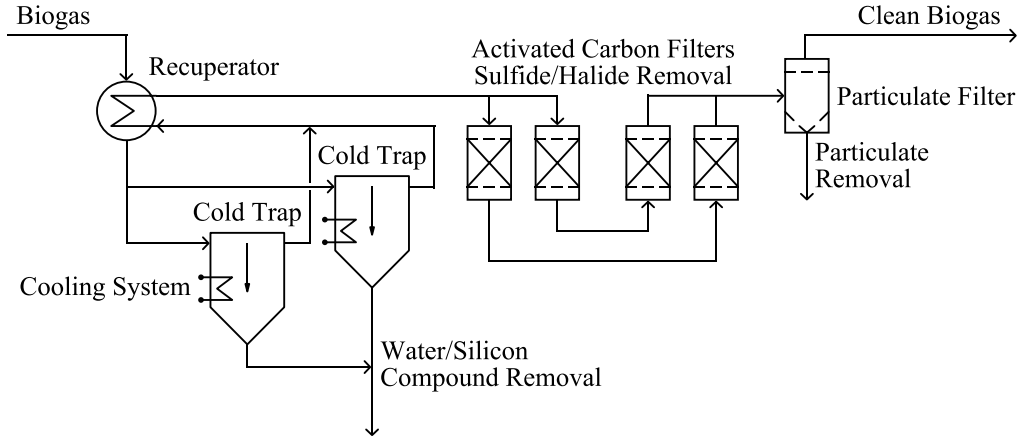 Biogas
Clean Biogas
Recuperator
Activated Carbon Filters
Sulfide/Halide Removal
Particulate Filter
Cold Trap
Particulate
Removal
Cold Trap
Cooling System
Water/Silicon
Compound Removal